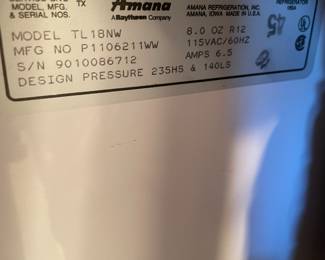 TX Amana AMANA REFRIGERATION, INC.
MODEL, MFG. A Raytheon Company AMANA, IOWA, MADE IN U.S.A.
& SERIAL NOS.
MODEL TL18NW 8.0 OZ R12
MFG NO P1106211WW 115VAC/60HZ
S/N 9010086712 AMPS 6.5
DESIGN PRESSURE 235HS & 140LS